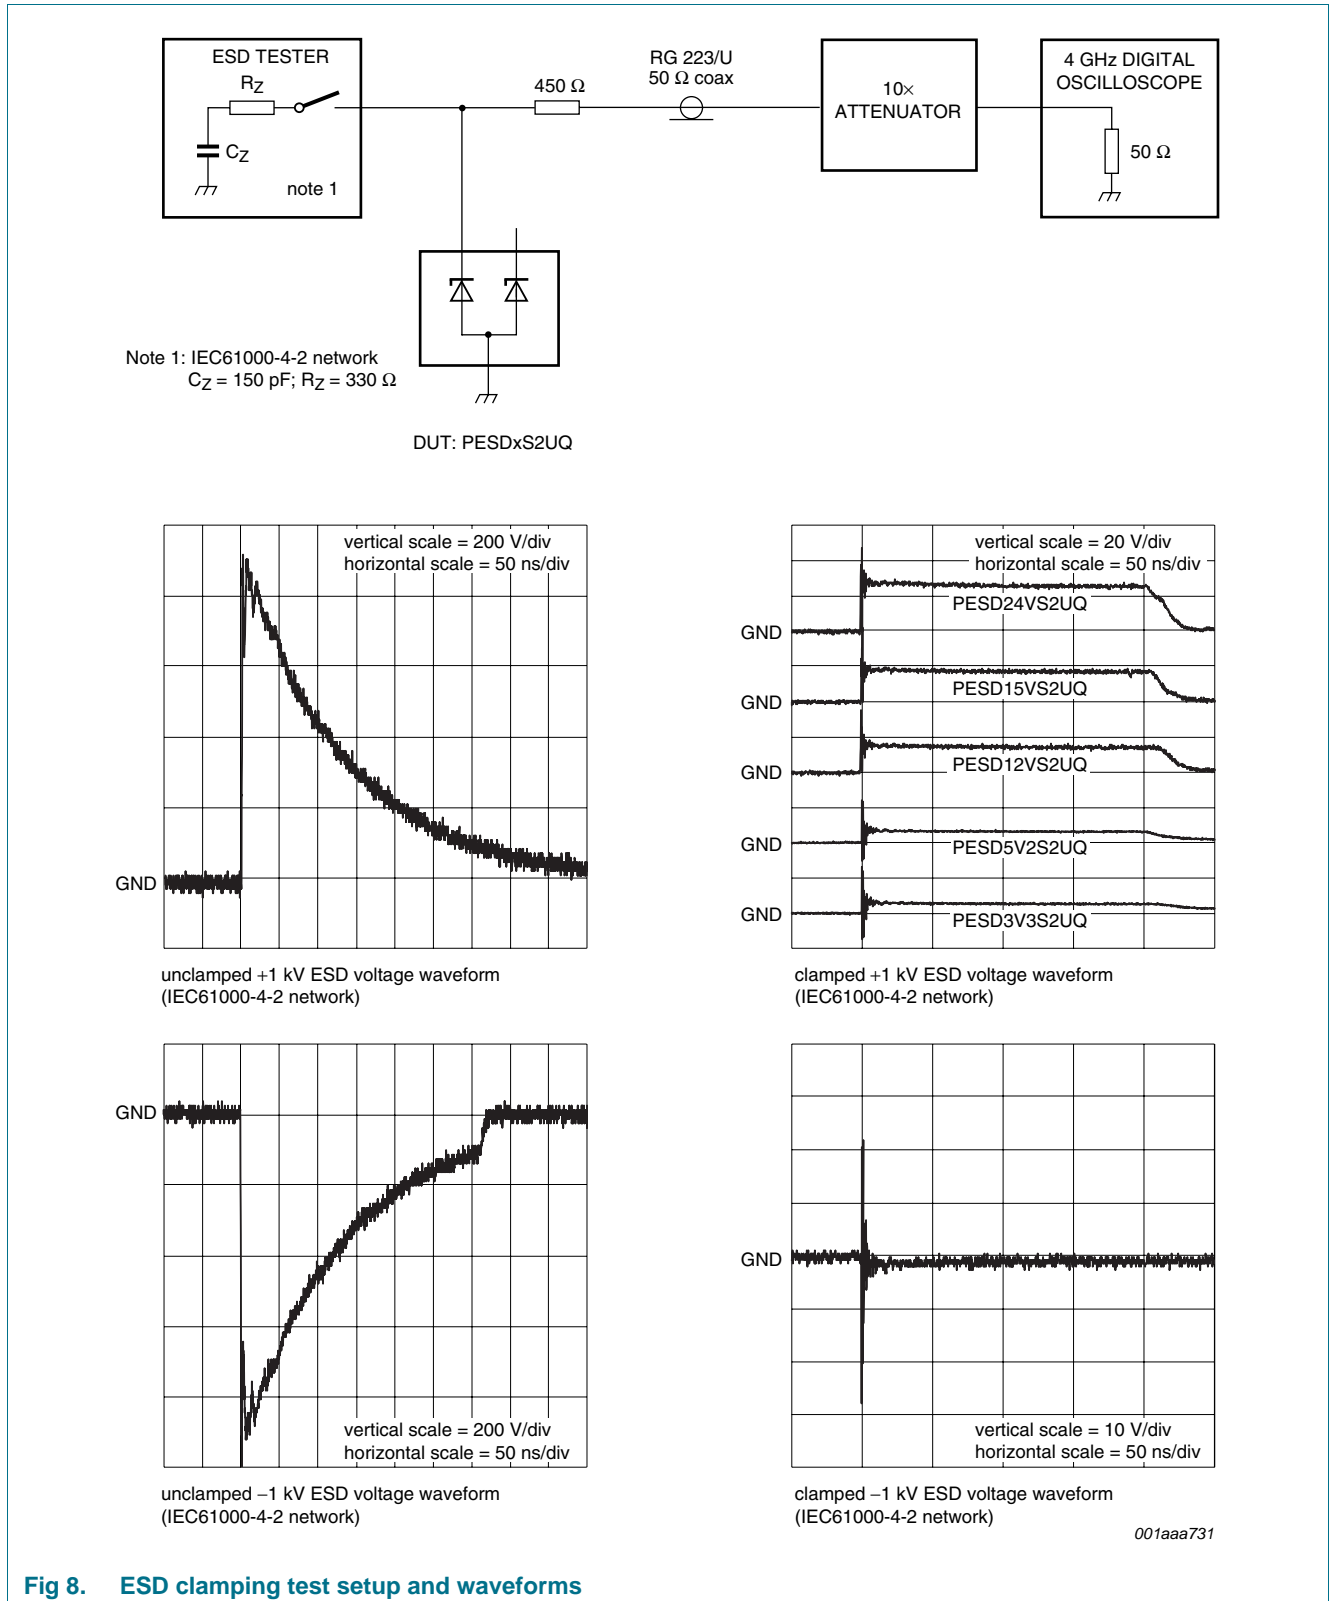 ESD TESTER
RZ
CZ
note 1
450 Ω
RG 223/U
50 Ω coax
10×
ATTENUATOR
4 GHz DIGITAL
OSCILLOSCOPE
50 Ω
Note 1: IEC61000-4-2 network
CZ = 150 pF; RZ = 330 Ω
DUT: PESDxS2UQ
vertical scale = 200 V/div
horizontal scale = 50 ns/div
GND
unclamped +1 kV ESD voltage waveform
(IEC61000-4-2 network)
vertical scale = 20 V/div
horizontal scale = 50 ns/div
GND
PESD24VS2UQ
GND
PESD15VS2UQ
GND
PESD12VS2UQ
GND
PESD5V2S2UQ
GND
PESD3V3S2UQ
clamped +1 kV ESD voltage waveform
(IEC61000-4-2 network)
GND
vertical scale = 200 V/div
horizontal scale = 50 ns/div
unclamped −1 kV ESD voltage waveform
(IEC61000-4-2 network)
GND
vertical scale = 10 V/div
horizontal scale = 50 ns/div
clamped −1 kV ESD voltage waveform
(IEC61000-4-2 network)
001aaa731
Fig 8. ESD clamping test setup and waveforms